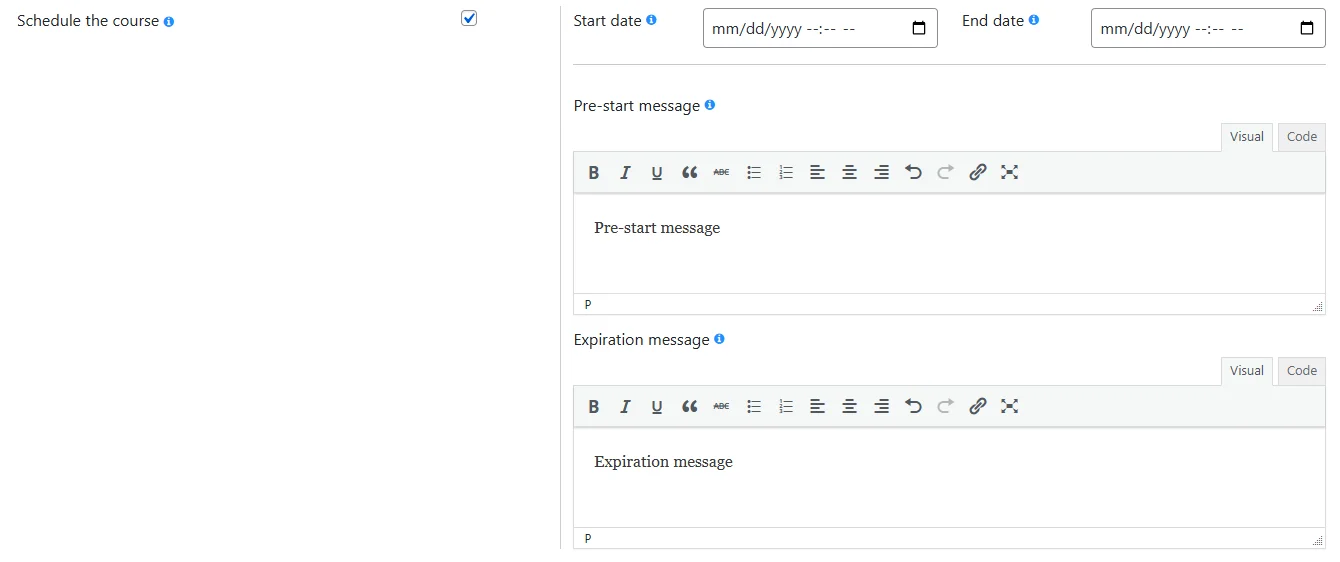 Schedule the course
Start date mm/dd/yyyy --:-- -- End date mm/dd/yyyy --:-- --
Pre-start message
Visual Code
B I U ABC
Pre-start message
P
Expiration message
Visual Code
B I U ABC
Expiration message
P